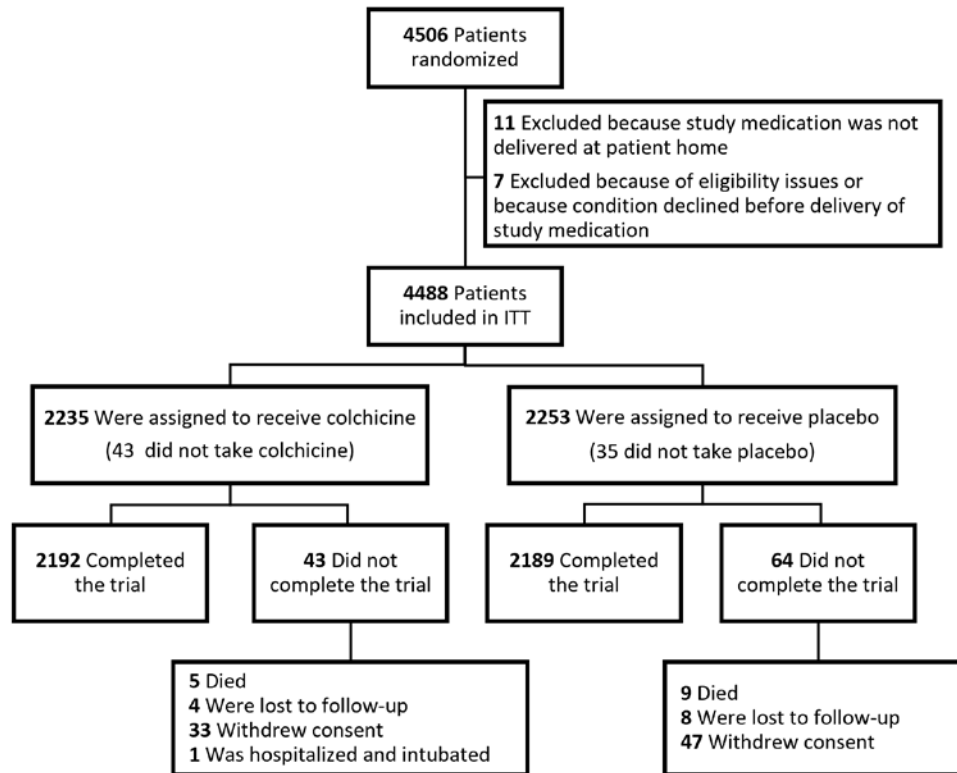 4506 Patients
randomized
11 Excluded because study medication was not
delivered at patient home
7 Excluded because of eligibility issues or
because condition declined before delivery of
study medication
4488 Patients
included in ITT
2235 Were assigned to receive colchicine
(43 did not take colchicine)
2253 Were assigned to receive placebo
(35 did not take placebo)
2192 Completed
the trial
43 Did not
complete the trial
2189 Completed
the trial
64 Did not
complete the trial
5 Died
4 Were lost to follow-up
33 Withdrew consent
1 Was hospitalized and intubated
9 Died
8 Were lost to follow-up
47 Withdrew consent